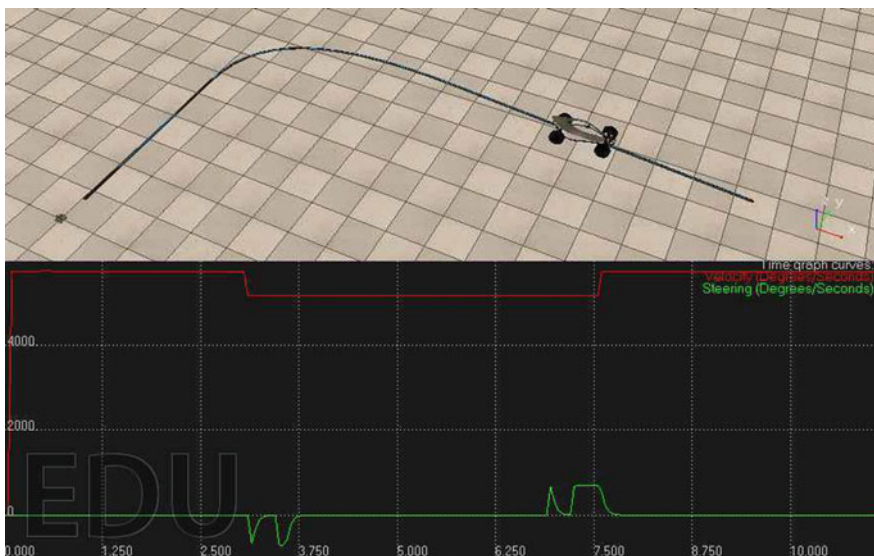 z y
x
Time graph curves:
Velocity (Degrees/Seconds)
Steering (Degrees/Seconds)
4000
2000
0
EDU
0.000 1.250 2.500 3.750 5.000 6.250 7.500 8.750 10.000